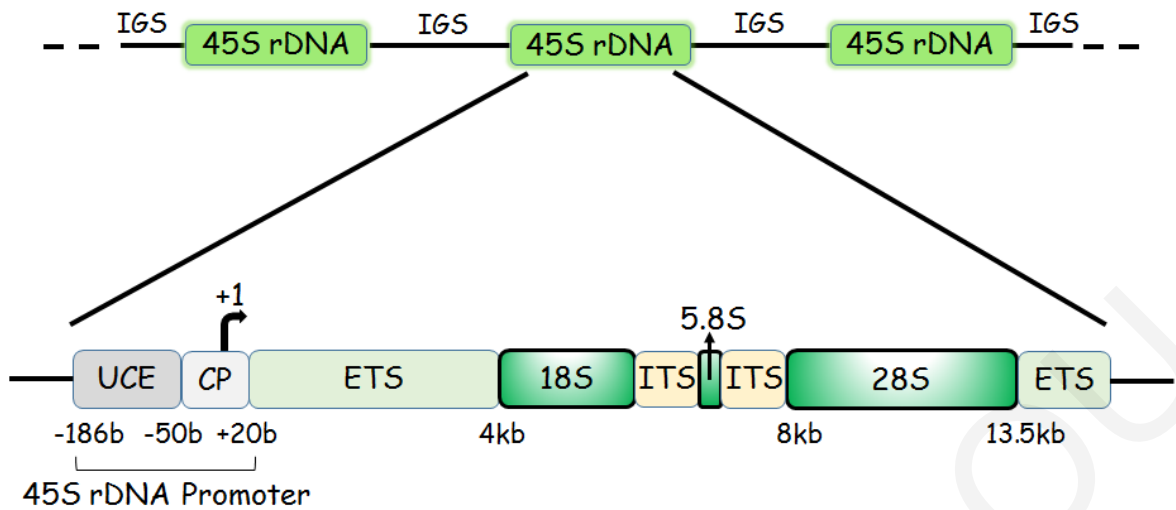 IGS IGS IGS IGS
45S rDNA 45S rDNA 45S rDNA
+1
5.8S
UCE CP ETS 18S ITS ITS 28S ETS
-186b -50b +20b 4kb 8kb 13.5kb
45S rDNA Promoter